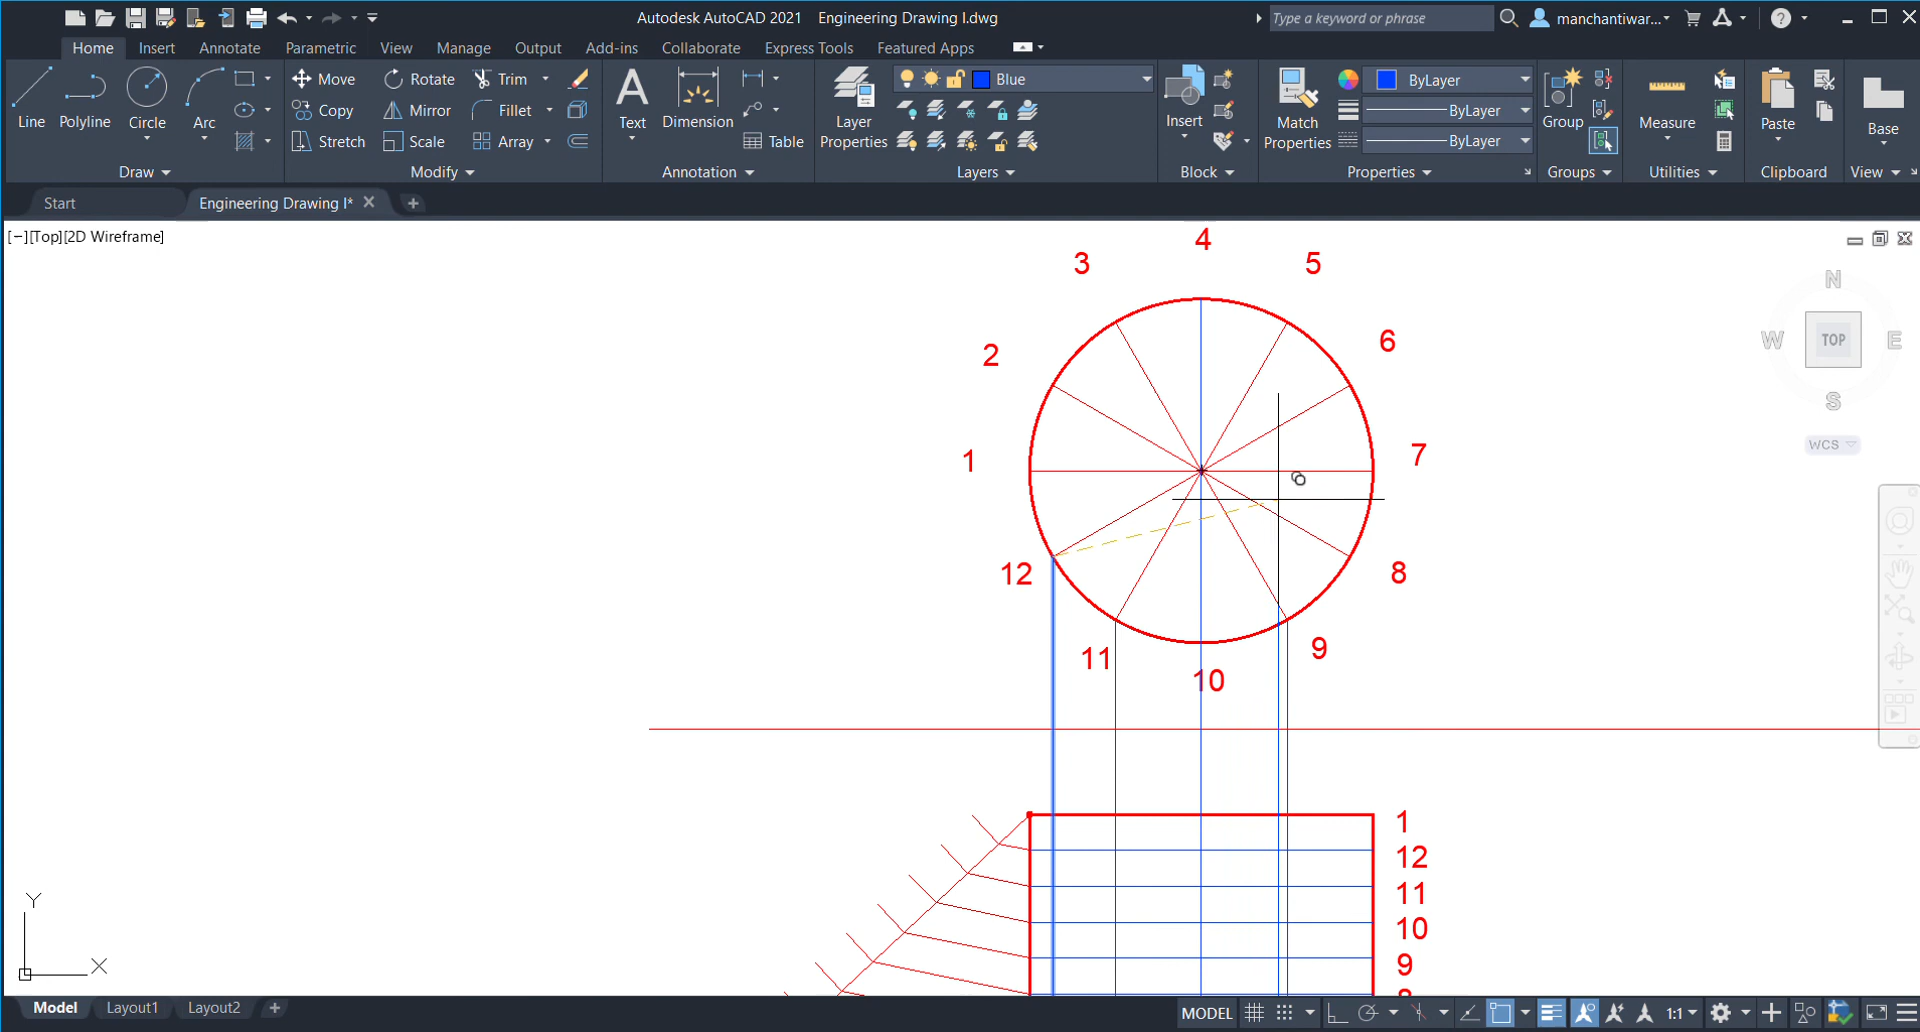 Autodesk AutoCAD 2021 Engineering Drawing I.dwg
Type a keyword or phrase
manchantiwar...
Home Insert Annotate Parametric View Manage Output Add-ins Collaborate Express Tools Featured Apps
Line Polyline Circle Arc
Move Rotate Trim
Copy Mirror Fillet
Stretch Scale Array
Text Dimension Table
Layer Properties
Blue
Insert
Match Properties
ByLayer
ByLayer
ByLayer
Group
Measure
Paste
Base
Draw Modify Annotation Layers Block Properties Groups Utilities Clipboard View
Start
Engineering Drawing I*
[−][Top][2D Wireframe]
N
W TOP E
S
WCS
4
3
5
6
2
1
7
12
8
11
9
10
1
12
11
10
9
Y
X
Model Layout1 Layout2
MODEL 1:1